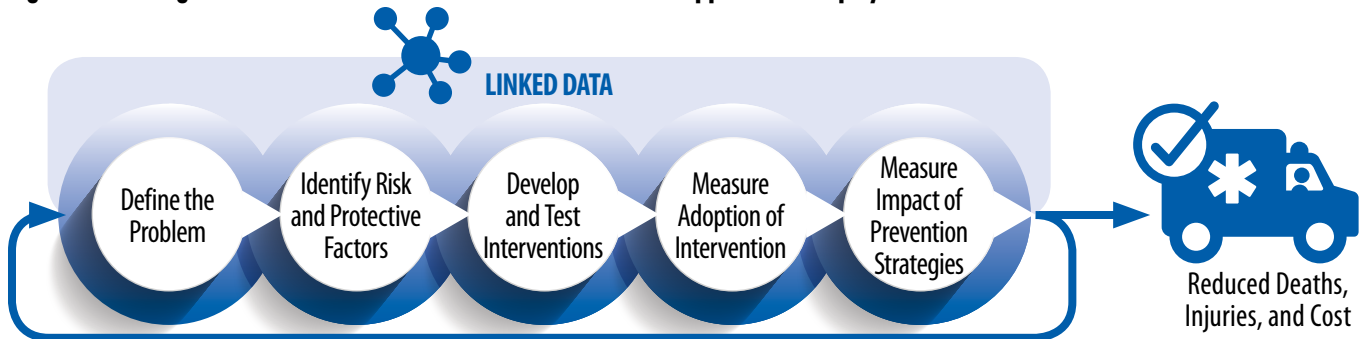 LINKED DATA
Define the
Problem
Identify Risk
and Protective
Factors
Develop
and Test
Interventions
Measure
Adoption of
Intervention
Measure
Impact of
Prevention
Strategies
Reduced Deaths,
Injuries, and Cost